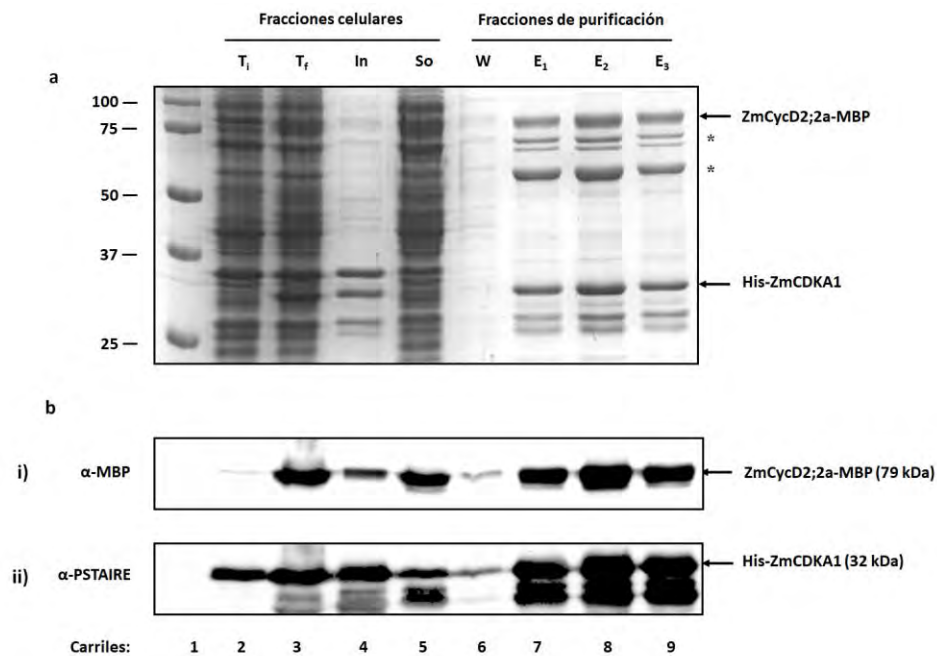 Fracciones celulares Fracciones de purificación
Ti Tf In So W E1 E2 E3
a
100 —
75 —
50 —
37 —
25 —
ZmCycD2;2a-MBP
*
*
His-ZmCDKA1
b
i) α-MBP ZmCycD2;2a-MBP (79 kDa)
ii) α-PSTAIRE His-ZmCDKA1 (32 kDa)
Carriles: 1 2 3 4 5 6 7 8 9